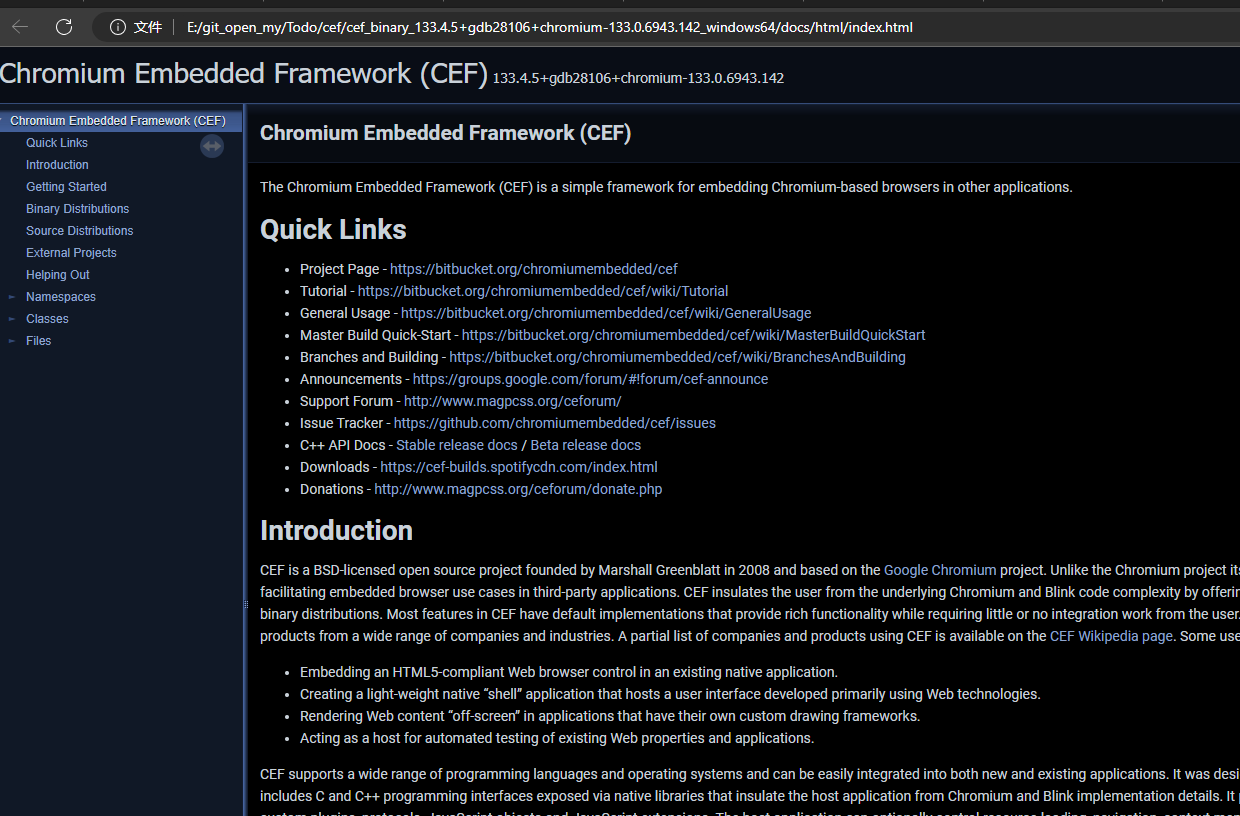 文件 E:/git_open_my/Todo/cef/cef_binary_133.4.5+gdb28106+chromium-133.0.6943.142_windows64/docs/html/index.html
Chromium Embedded Framework (CEF) 133.4.5+gdb28106+chromium-133.0.6943.142
Chromium Embedded Framework (CEF)
Quick Links
Introduction
Getting Started
Binary Distributions
Source Distributions
External Projects
Helping Out
Namespaces
Classes
Files
Chromium Embedded Framework (CEF)
The Chromium Embedded Framework (CEF) is a simple framework for embedding Chromium-based browsers in other applications.
Quick Links
• Project Page - https://bitbucket.org/chromiumembedded/cef
• Tutorial - https://bitbucket.org/chromiumembedded/cef/wiki/Tutorial
• General Usage - https://bitbucket.org/chromiumembedded/cef/wiki/GeneralUsage
• Master Build Quick-Start - https://bitbucket.org/chromiumembedded/cef/wiki/MasterBuildQuickStart
• Branches and Building - https://bitbucket.org/chromiumembedded/cef/wiki/BranchesAndBuilding
• Announcements - https://groups.google.com/forum/#!forum/cef-announce
• Support Forum - http://www.magpcss.org/ceforum/
• Issue Tracker - https://github.com/chromiumembedded/cef/issues
• C++ API Docs - Stable release docs / Beta release docs
• Downloads - https://cef-builds.spotifycdn.com/index.html
• Donations - http://www.magpcss.org/ceforum/donate.php
Introduction
CEF is a BSD-licensed open source project founded by Marshall Greenblatt in 2008 and based on the Google Chromium project. Unlike the Chromium project
facilitating embedded browser use cases in third-party applications. CEF insulates the user from the underlying Chromium and Blink code complexity by
binary distributions. Most features in CEF have default implementations that provide rich functionality while requiring little or no integration work from the user.
products from a wide range of companies and industries. A partial list of companies and products using CEF is available on the CEF Wikipedia page. Some
• Embedding an HTML5-compliant Web browser control in an existing native application.
• Creating a light-weight native “shell” application that hosts a user interface developed primarily using Web technologies.
• Rendering Web content “off-screen” in applications that have their own custom drawing frameworks.
• Acting as a host for automated testing of existing Web properties and applications.
CEF supports a wide range of programming languages and operating systems and can be easily integrated into both new and existing applications. It was
includes C and C++ programming interfaces exposed via native libraries that insulate the host application from Chromium and Blink implementation details. It